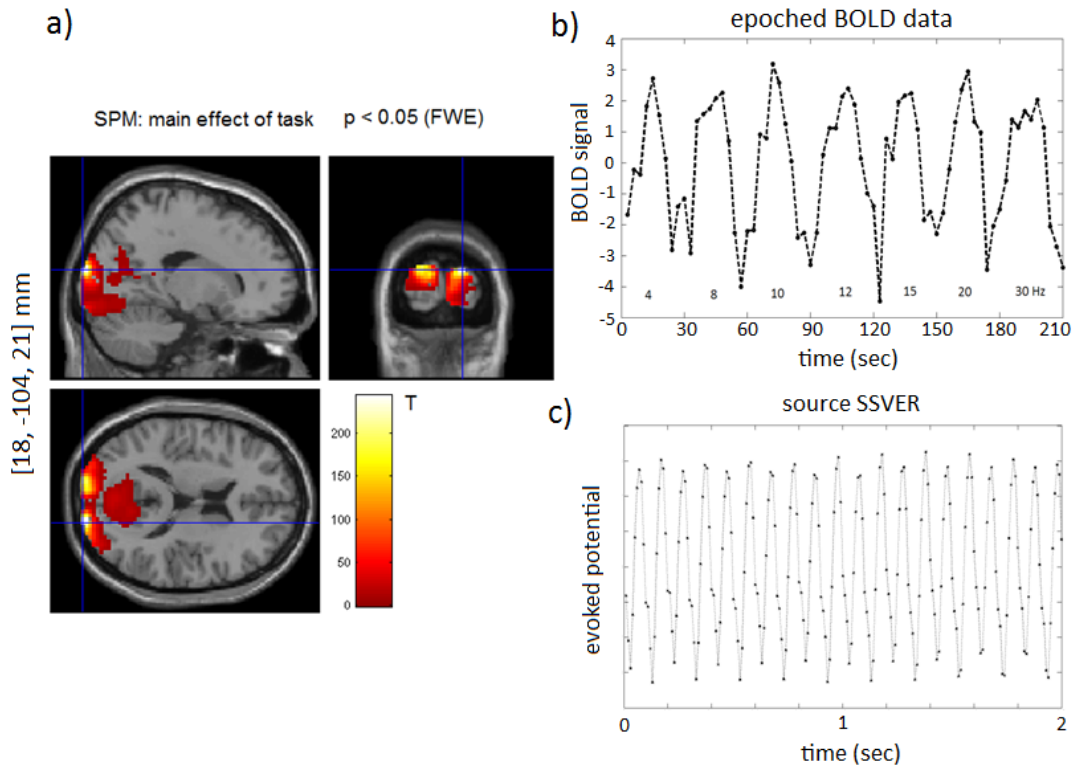 a)
SPM: main effect of task p < 0.05 (FWE)
[18, -104, 21] mm
T
200
150
100
50
0
b)
epoched BOLD data
BOLD signal
4
3
2
1
0
-1
-2
-3
-4
-5
4 8 10 12 15 20 30 Hz
0 30 60 90 120 150 180 210
time (sec)
c)
source SSVER
evoked potential
0 1 2
time (sec)